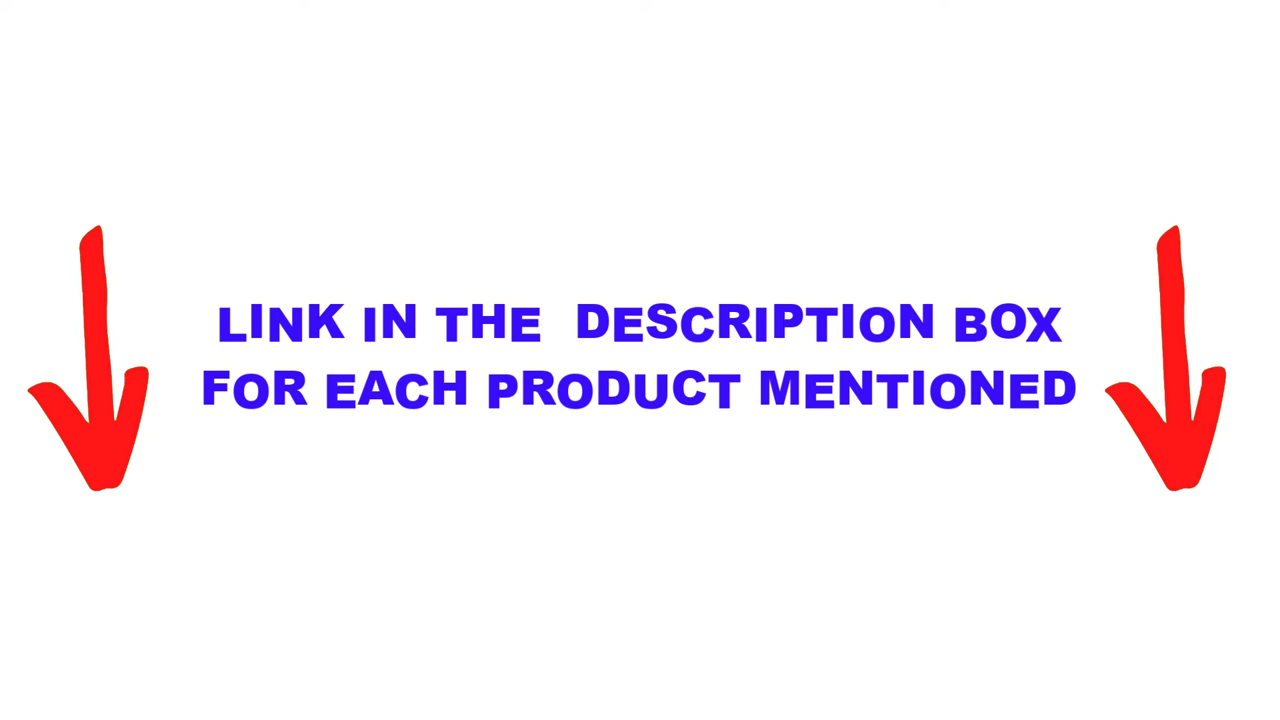 LINK IN THE DESCRIPTION BOX
FOR EACH PRODUCT MENTIONED